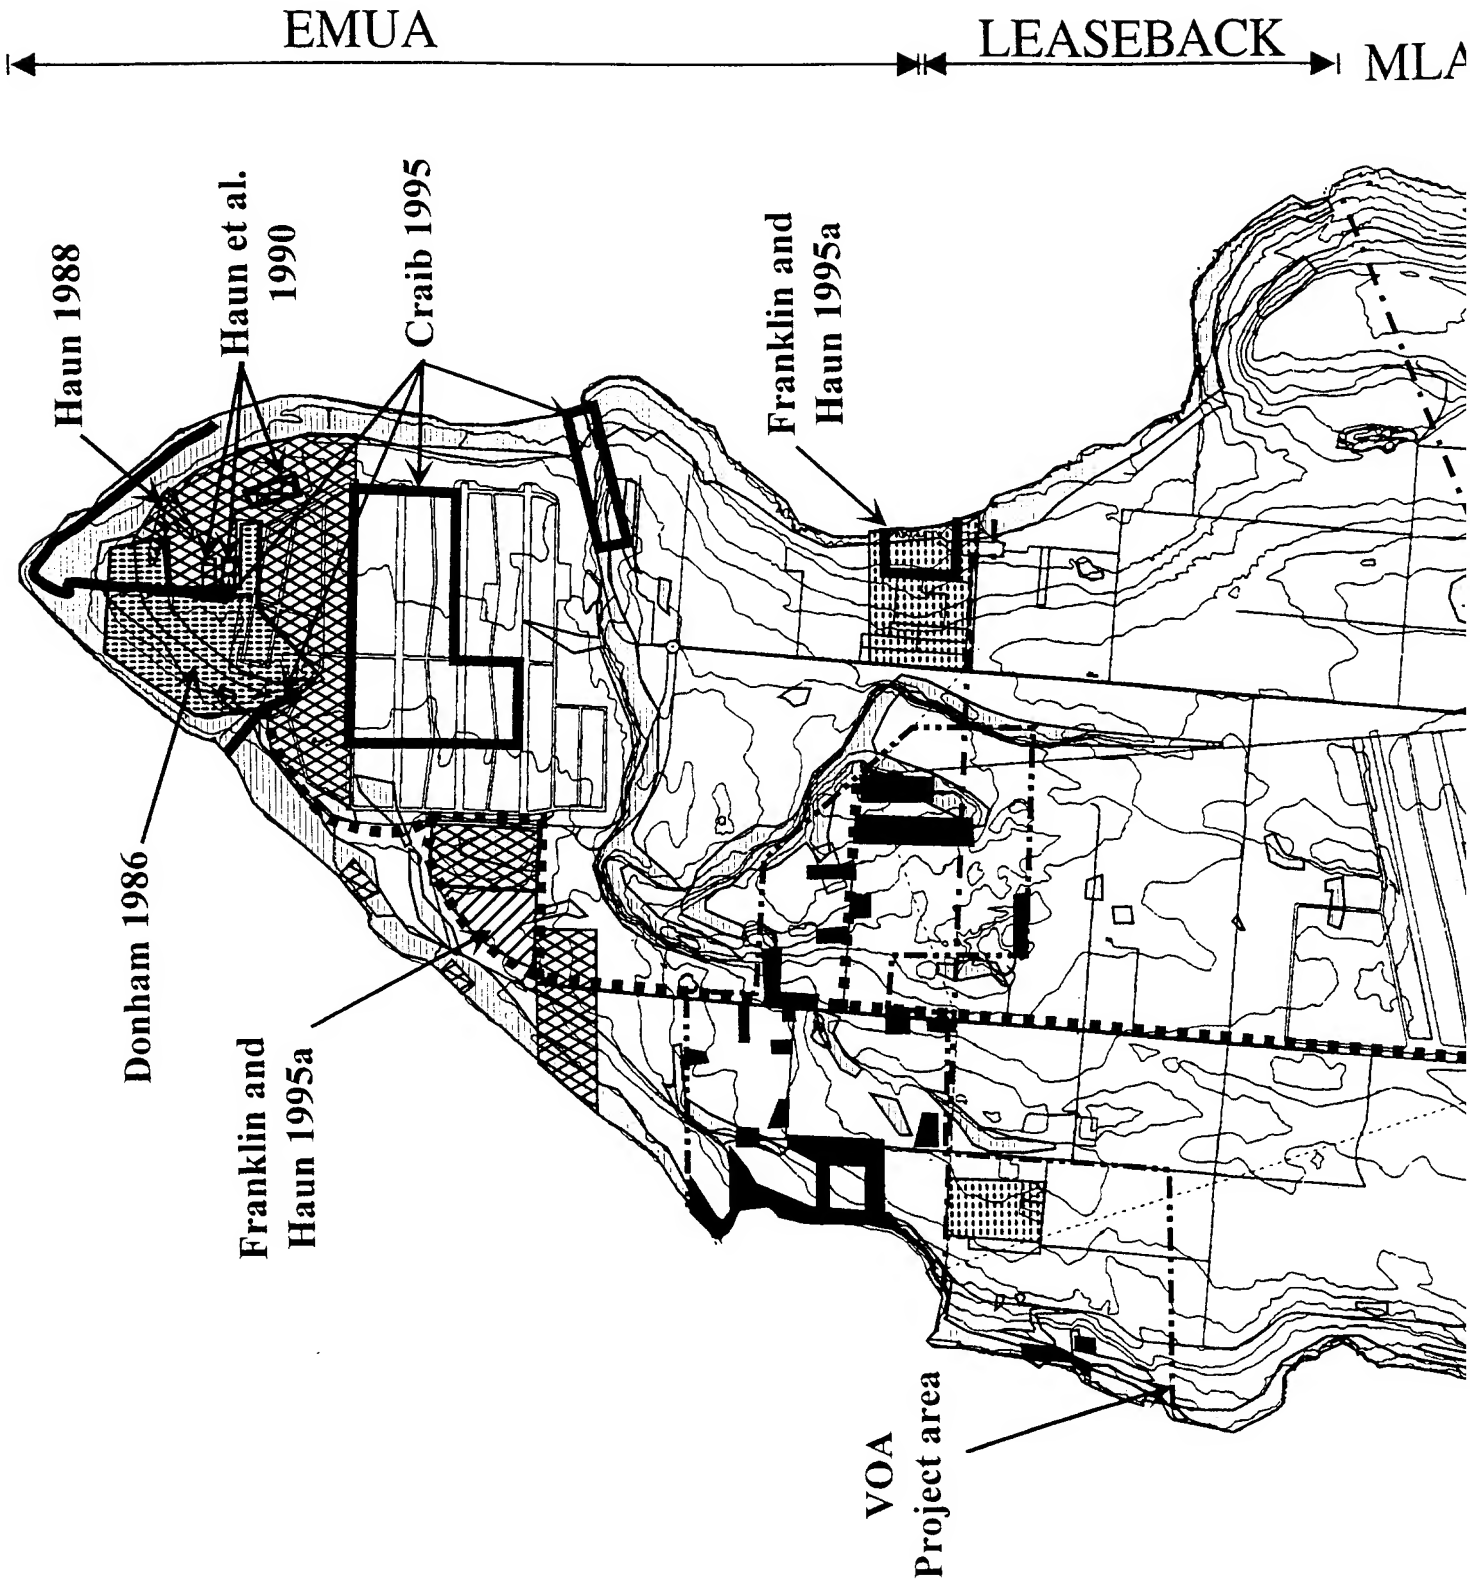 EMUA
LEASEBACK
MLA
Haun 1988
Haun et al.
1990
Craib 1995
Franklin and
Haun 1995a
Donham 1986
Franklin and
Haun 1995a
VOA
Project area